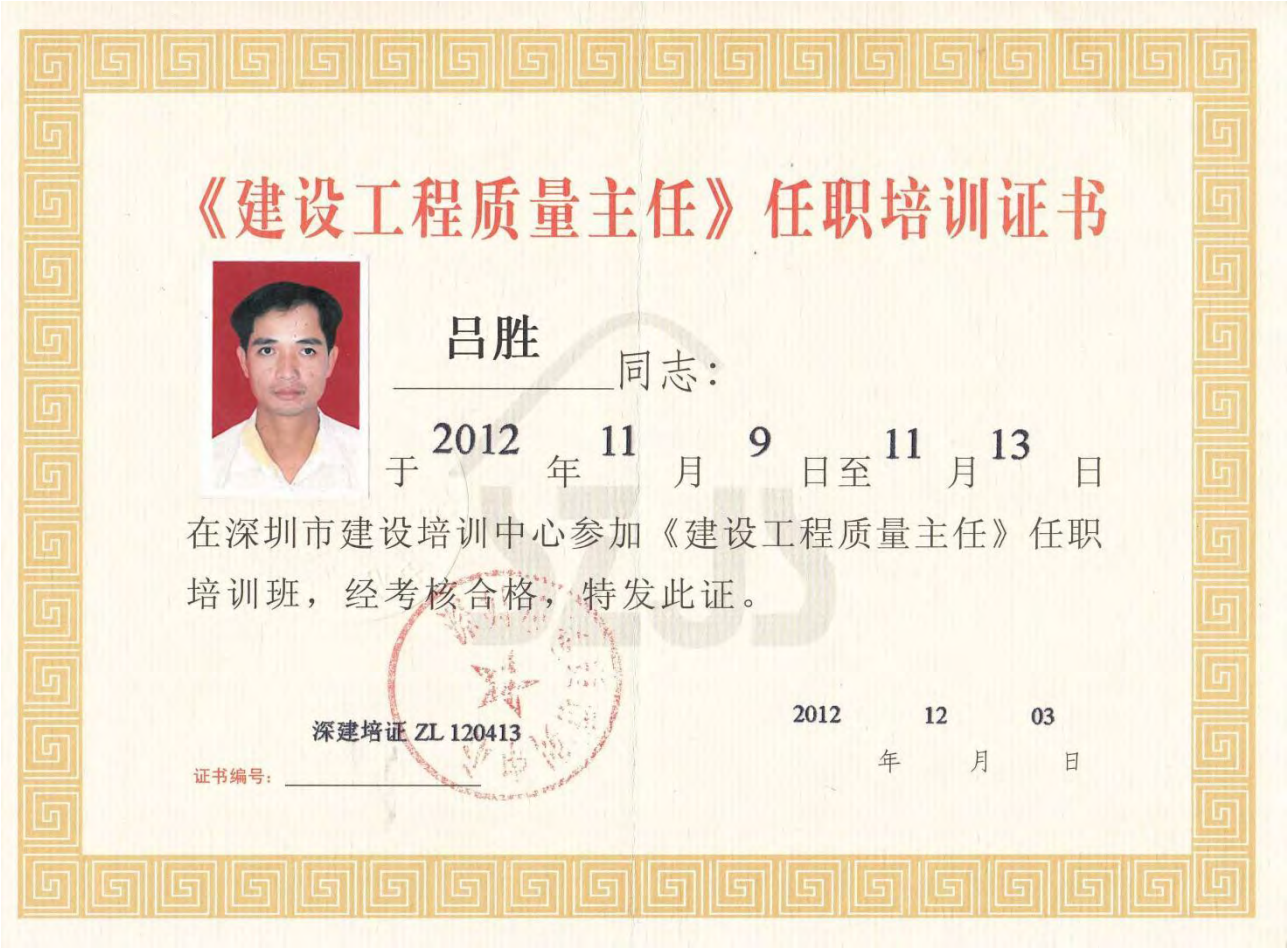 《建设工程质量主任》任职培训证书
吕胜 同志：
于 2012 年 11 月 9 日至 11 月 13 日
在深圳市建设培训中心参加《建设工程质量主任》任职
培训班，经考核合格，特发此证。
SZJS
证书编号： 深建培证 ZL 120413
2012 年 12 月 03 日